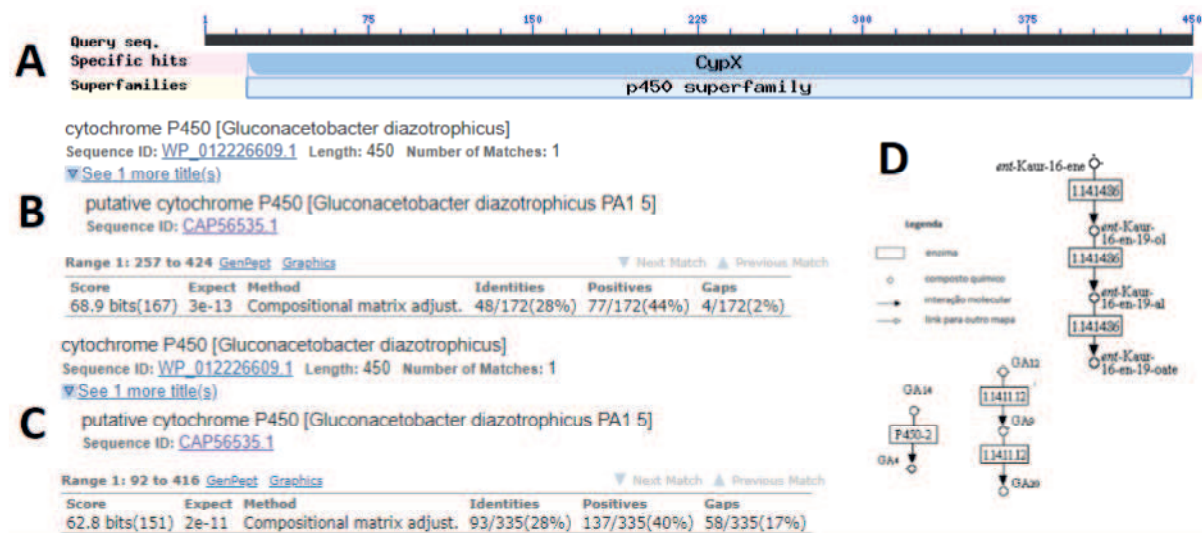 1 75 150 225 300 375 450
A
Query seq.
Specific hits
CypX
Superfamilies
p450 superfamily
cytochrome P450 [Gluconacetobacter diazotrophicus]
Sequence ID: WP_012226609.1 Length: 450 Number of Matches: 1
See 1 more title(s)
B
putative cytochrome P450 [Gluconacetobacter diazotrophicus PA1 5]
Sequence ID: CAP56535.1
Range 1: 257 to 424 GenPept Graphics Next Match Previous Match
Score Expect Method Identities Positives Gaps
68.9 bits(167) 3e-13 Compositional matrix adjust. 48/172(28%) 77/172(44%) 4/172(2%)
cytochrome P450 [Gluconacetobacter diazotrophicus]
Sequence ID: WP_012226609.1 Length: 450 Number of Matches: 1
See 1 more title(s)
C
putative cytochrome P450 [Gluconacetobacter diazotrophicus PA1 5]
Sequence ID: CAP56535.1
Range 1: 92 to 416 GenPept Graphics Next Match Previous Match
Score Expect Method Identities Positives Gaps
62.8 bits(151) 2e-11 Compositional matrix adjust. 93/335(28%) 137/335(40%) 58/335(17%)
D
ent-Kaur-16-ene
1.14.14.86
ent-Kaur-
16-en-19-ol
1.14.14.86
ent-Kaur-
16-en-19-al
1.14.14.86
ent-Kaur-
16-en-19-oate
Legenda
enzima
composto químico
interação molecular
link para outro mapa
GA14
P450-2
GA4
GA12
1.14.11.12
GA9
1.14.11.12
GA20